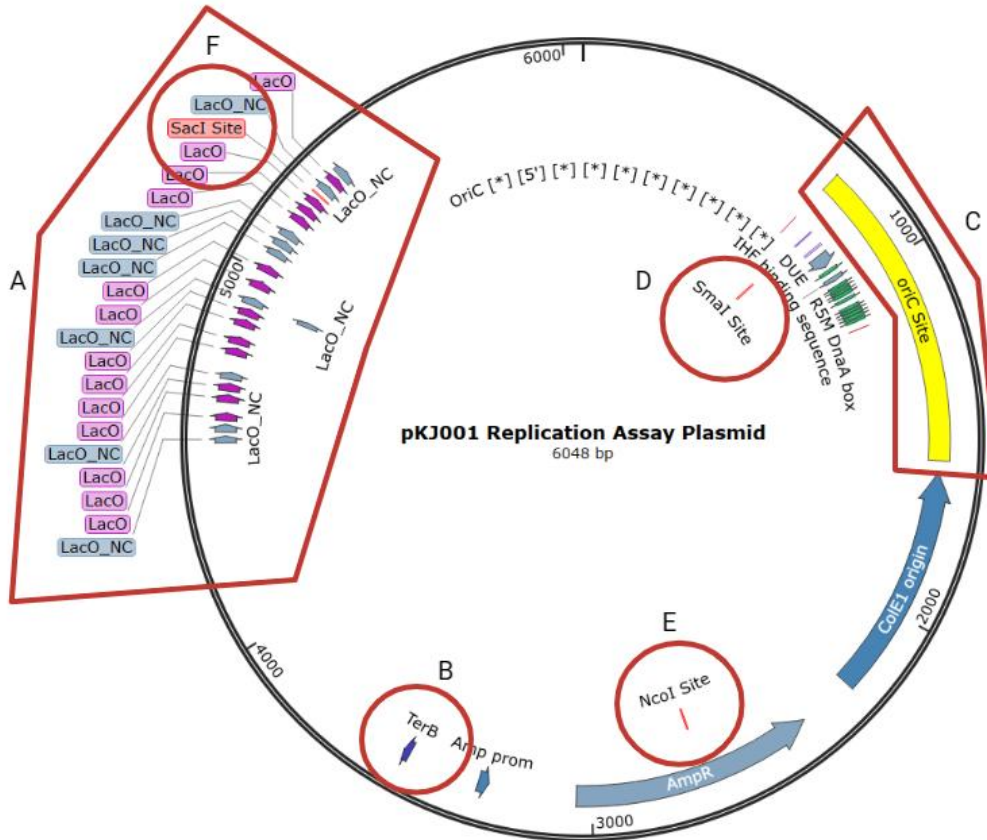 F
6000
LacO
LacO_NC
SacI Site
LacO
LacO
LacO
LacO_NC
LacO_NC
LacO_NC
LacO
LacO
LacO_NC
LacO
LacO
LacO
LacO
LacO_NC
LacO
LacO
LacO
LacO_NC
A
LacO_NC
5000
LacO_NC
LacO_NC
OriC [*] [5'] [*] [*] [*] [*] [*] [*] [*] [*]
DUE
IHF binding sequence
R5M DnaA box
D
SmaI Site
C
1000
oriC Site
pKJ001 Replication Assay Plasmid
6048 bp
ColE1 origin
2000
E
NcoI Site
AmpR
3000
B
TerB
Amp prom
4000